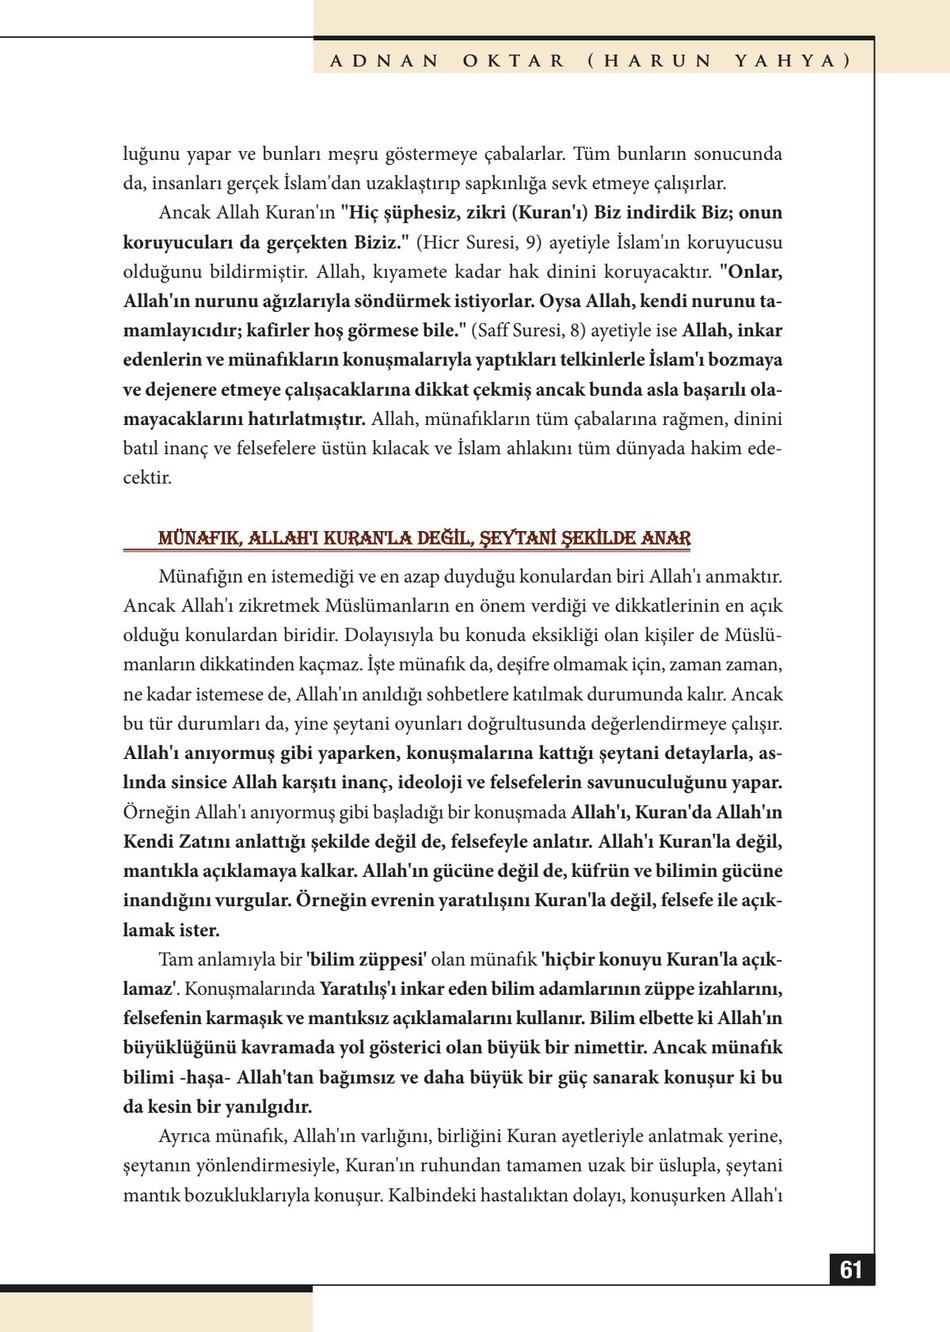 ADNAN OKTAR (HARUN YAHYA)
luğunu yapar ve bunları meşru göstermeye çabalarlar. Tüm bunların sonucunda
da, insanları gerçek İslam'dan uzaklaştırıp sapkınlığa sevk etmeye çalışırlar.
Ancak Allah Kuran'ın "Hiç şüphesiz, zikri (Kuran'ı) Biz indirdik Biz; onun
koruyucuları da gerçekten Biziz." (Hicr Suresi, 9) ayetiyle İslam'ın koruyucusu
olduğunu bildirmiştir. Allah, kıyamete kadar hak dinini koruyacaktır. "Onlar,
Allah'ın nurunu ağızlarıyla söndürmek istiyorlar. Oysa Allah, kendi nurunu ta-
mamlayıcıdır; kafirler hoş görmese bile." (Saff Suresi, 8) ayetiyle ise Allah, inkar
edenlerin ve münafıkların konuşmalarıyla yaptıkları telkinlerle İslam'ı bozmaya
ve dejenere etmeye çalışacaklarına dikkat çekmiş ancak bunda asla başarılı ola-
mayacaklarını hatırlatmıştır. Allah, münafıkların tüm çabalarına rağmen, dinini
batıl inanç ve felsefelere üstün kılacak ve İslam ahlakını tüm dünyada hakim ede-
cektir.
MÜNAFIK, ALLAH'I KURAN'LA DEĞİL, ŞEYTANİ ŞEKİLDE ANAR
Münafığın en istemediği ve en azap duyduğu konulardan biri Allah'ı anmaktır.
Ancak Allah'ı zikretmek Müslümanların en önem verdiği ve dikkatlerinin en açık
olduğu konulardan biridir. Dolayısıyla bu konuda eksikliği olan kişiler de Müslü-
manların dikkatinden kaçmaz. İşte münafık da, deşifre olmamak için, zaman zaman,
ne kadar istemese de, Allah'ın anıldığı sohbetlere katılmak durumunda kalır. Ancak
bu tür durumları da, yine şeytani oyunları doğrultusunda değerlendirmeye çalışır.
Allah'ı anıyormuş gibi yaparken, konuşmalarına kattığı şeytani detaylarla, as-
lında sinsice Allah karşıtı inanç, ideoloji ve felsefelerin savunuculuğunu yapar.
Örneğin Allah'ı anıyormuş gibi başladığı bir konuşmada Allah'ı, Kuran'da Allah'ın
Kendi Zatını anlattığı şekilde değil de, felsefeyle anlatır. Allah'ı Kuran'la değil,
mantıkla açıklamaya kalkar. Allah'ın gücüne değil de, küfrün ve bilimin gücüne
inandığını vurgular. Örneğin evrenin yaratılışını Kuran'la değil, felsefe ile açık-
lamak ister.
Tam anlamıyla bir 'bilim züppesi' olan münafık 'hiçbir konuyu Kuran'la açık-
lamaz'. Konuşmalarında Yaratılış'ı inkar eden bilim adamlarının züppe izahlarını,
felsefenin karmaşık ve mantıksız açıklamalarını kullanır. Bilim elbette ki Allah'ın
büyüklüğünü kavramada yol gösterici olan büyük bir nimettir. Ancak münafık
bilimi -haşa- Allah'tan bağımsız ve daha büyük bir güç sanarak konuşur ki bu
da kesin bir yanılgıdır.
Ayrıca münafık, Allah'ın varlığını, birliğini Kuran ayetleriyle anlatmak yerine,
şeytanın yönlendirmesiyle, Kuran'ın ruhundan tamamen uzak bir üslupla, şeytani
mantık bozukluklarıyla konuşur. Kalbindeki hastalıktan dolayı, konuşurken Allah'ı
61